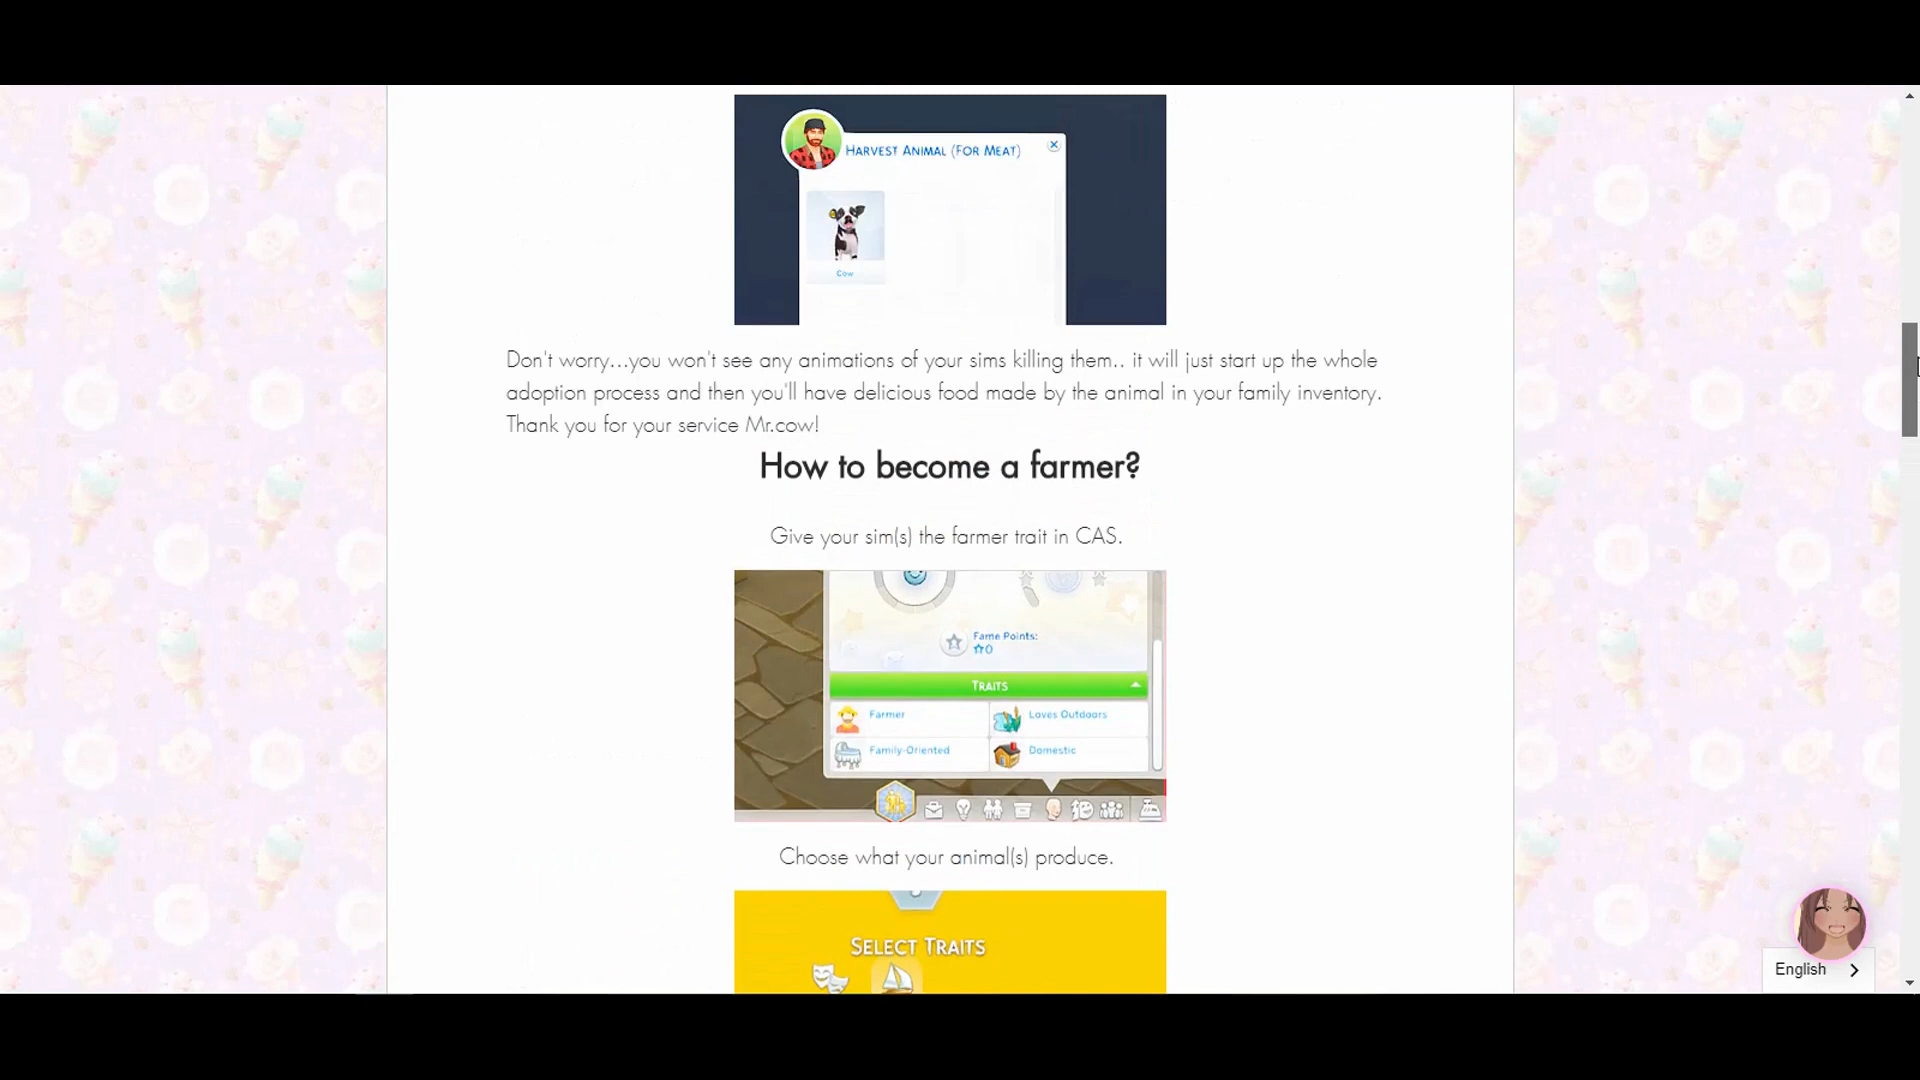 HARVEST ANIMAL (FOR MEAT)
Cow
Don't worry...you won't see any animations of your sims killing them.. it will just start up the whole
adoption process and then you'll have delicious food made by the animal in your family inventory.
Thank you for your service Mr.cow!
How to become a farmer?
Give your sim(s) the farmer trait in CAS.
Fame Points:
0
TRAITS
Farmer
Loves Outdoors
Family-Oriented
Domestic
Choose what your animal(s) produce.
SELECT TRAITS
English